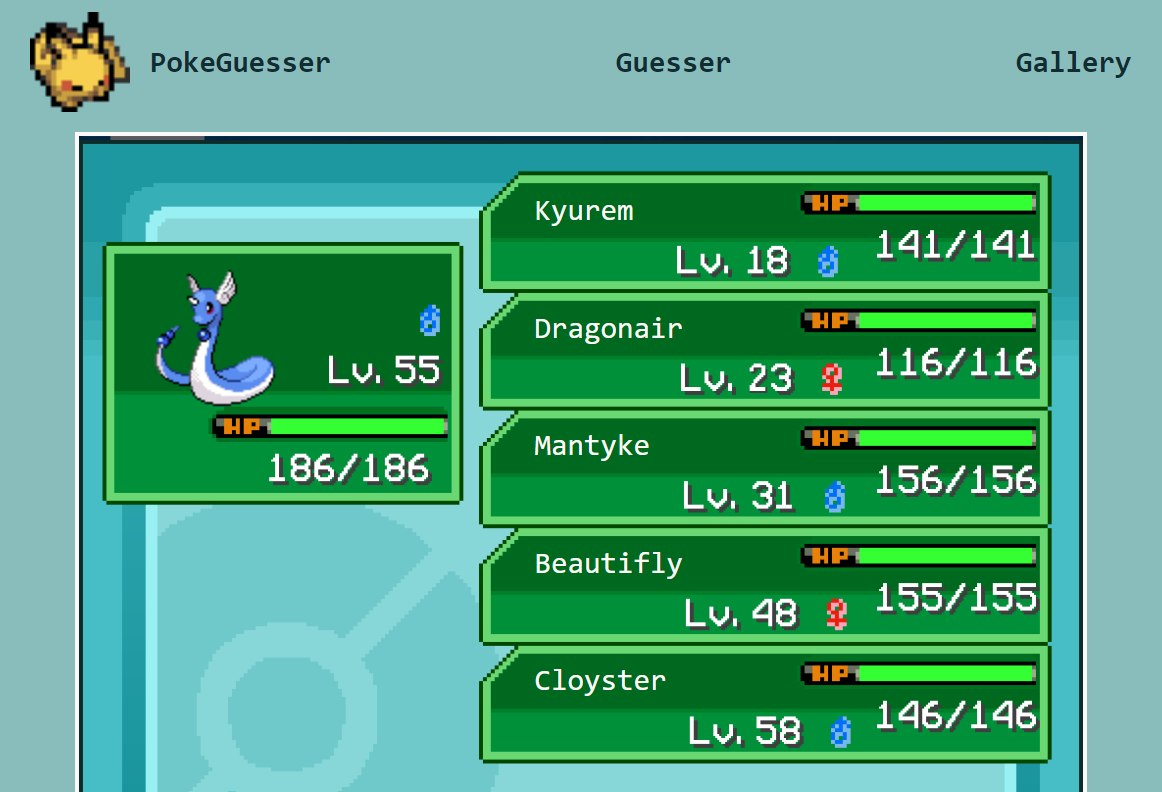 PokeGuesser Guesser Gallery
Lv. 55
HP
186/186
Kyurem HP
Lv. 18 141/141
Dragonair HP
Lv. 23 ♀ 116/116
Mantyke HP
Lv. 31 156/156
Beautifly HP
Lv. 48 ♀ 155/155
Cloyster HP
Lv. 58 146/146